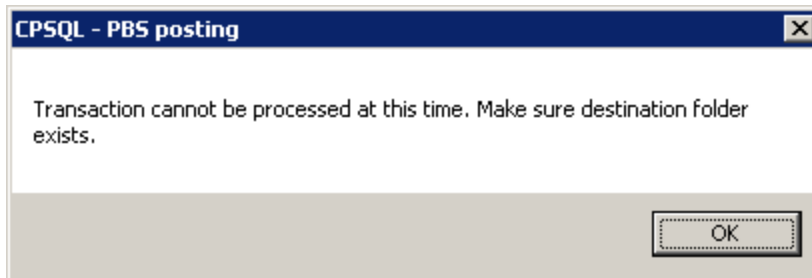 CPSQL - PBS posting
Transaction cannot be processed at this time. Make sure destination folder
exists.
OK